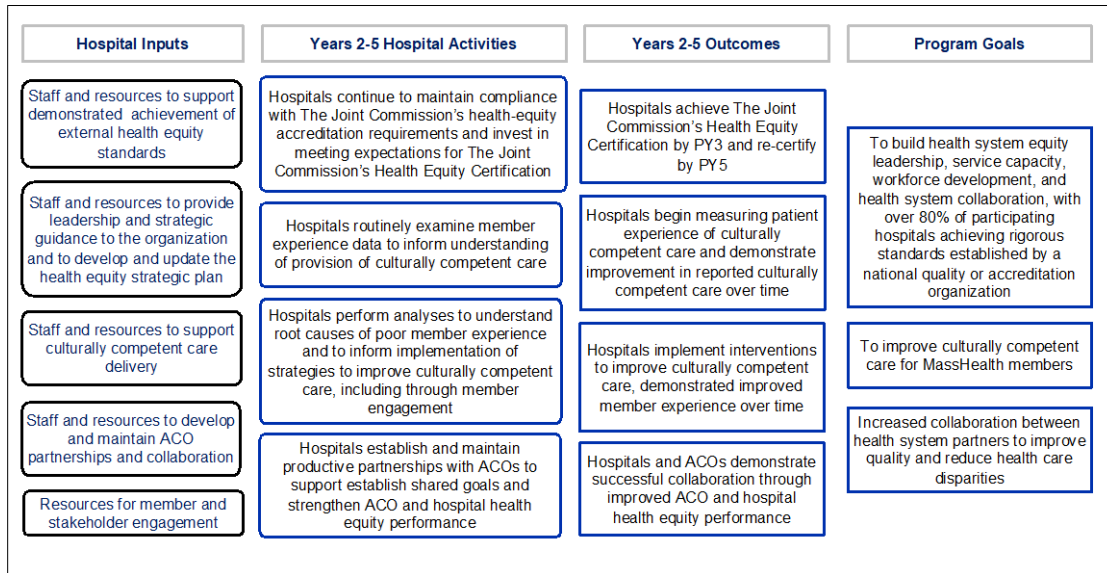 Hospital Inputs
Staff and resources to support
demonstrated achievement of
external health equity
standards
Staff and resources to provide
leadership and strategic
guidance to the organization
and to develop and update the
health equity strategic plan
Staff and resources to support
culturally competent care
delivery
Staff and resources to develop
and maintain ACO
partnerships and collaboration
Resources for member and
stakeholder engagement
Years 2-5 Hospital Activities
Hospitals continue to maintain compliance
with The Joint Commission's health-equity
accreditation requirements and invest in
meeting expectations for The Joint
Commission's Health Equity Certification
Hospitals routinely examine member
experience data to inform understanding
of provision of culturally competent care
Hospitals perform analyses to understand
root causes of poor member experience
and to inform implementation of
strategies to improve culturally competent
care, including through member
engagement
Hospitals establish and maintain
productive partnerships with ACOs to
support establish shared goals and
strengthen ACO and hospital health
equity performance
Years 2-5 Outcomes
Hospitals achieve The Joint
Commission's Health Equity
Certification by PY3 and re-certify
by PY5
Hospitals begin measuring patient
experience of culturally
competent care and demonstrate
improvement in reported culturally
competent care over time
Hospitals implement interventions
to improve culturally competent
care, demonstrated improved
member experience over time
Hospitals and ACOs demonstrate
successful collaboration through
improved ACO and hospital
health equity performance
Program Goals
To build health system equity
leadership, service capacity,
workforce development, and
health system collaboration, with
over 80% of participating
hospitals achieving rigorous
standards established by a
national quality or accreditation
organization
To improve culturally competent
care for MassHealth members
Increased collaboration between
health system partners to improve
quality and reduce health care
disparities